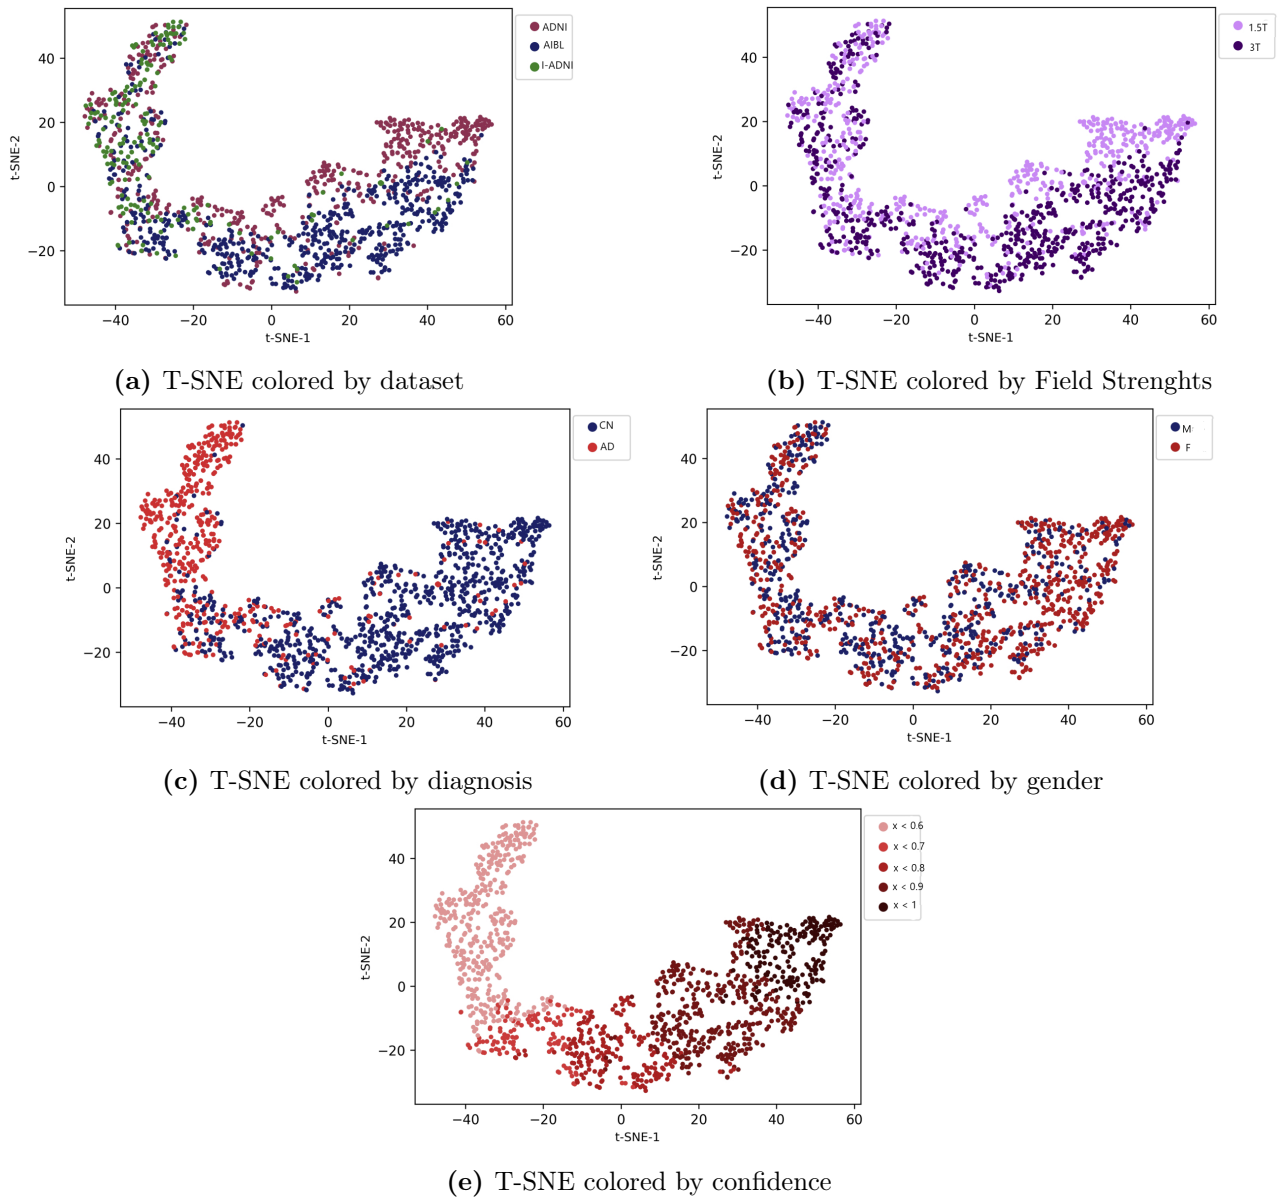 40
20
0
−20
t-SNE-2
−40
−20
0
20
40
60
t-SNE-1
ADNI
AIBL
I-ADNI
(a) T-SNE colored by dataset
40
20
0
−20
t-SNE-2
−40
−20
0
20
40
60
t-SNE-1
1.5T
3T
(b) T-SNE colored by Field Strenghts
40
20
0
−20
t-SNE-2
−40
−20
0
20
40
60
t-SNE-1
CN
AD
(c) T-SNE colored by diagnosis
40
20
0
−20
t-SNE-2
−40
−20
0
20
40
60
t-SNE-1
M
F
(d) T-SNE colored by gender
40
20
0
−20
t-SNE-2
−40
−20
0
20
40
60
t-SNE-1
x < 0.6
x < 0.7
x < 0.8
x < 0.9
x < 1
(e) T-SNE colored by confidence